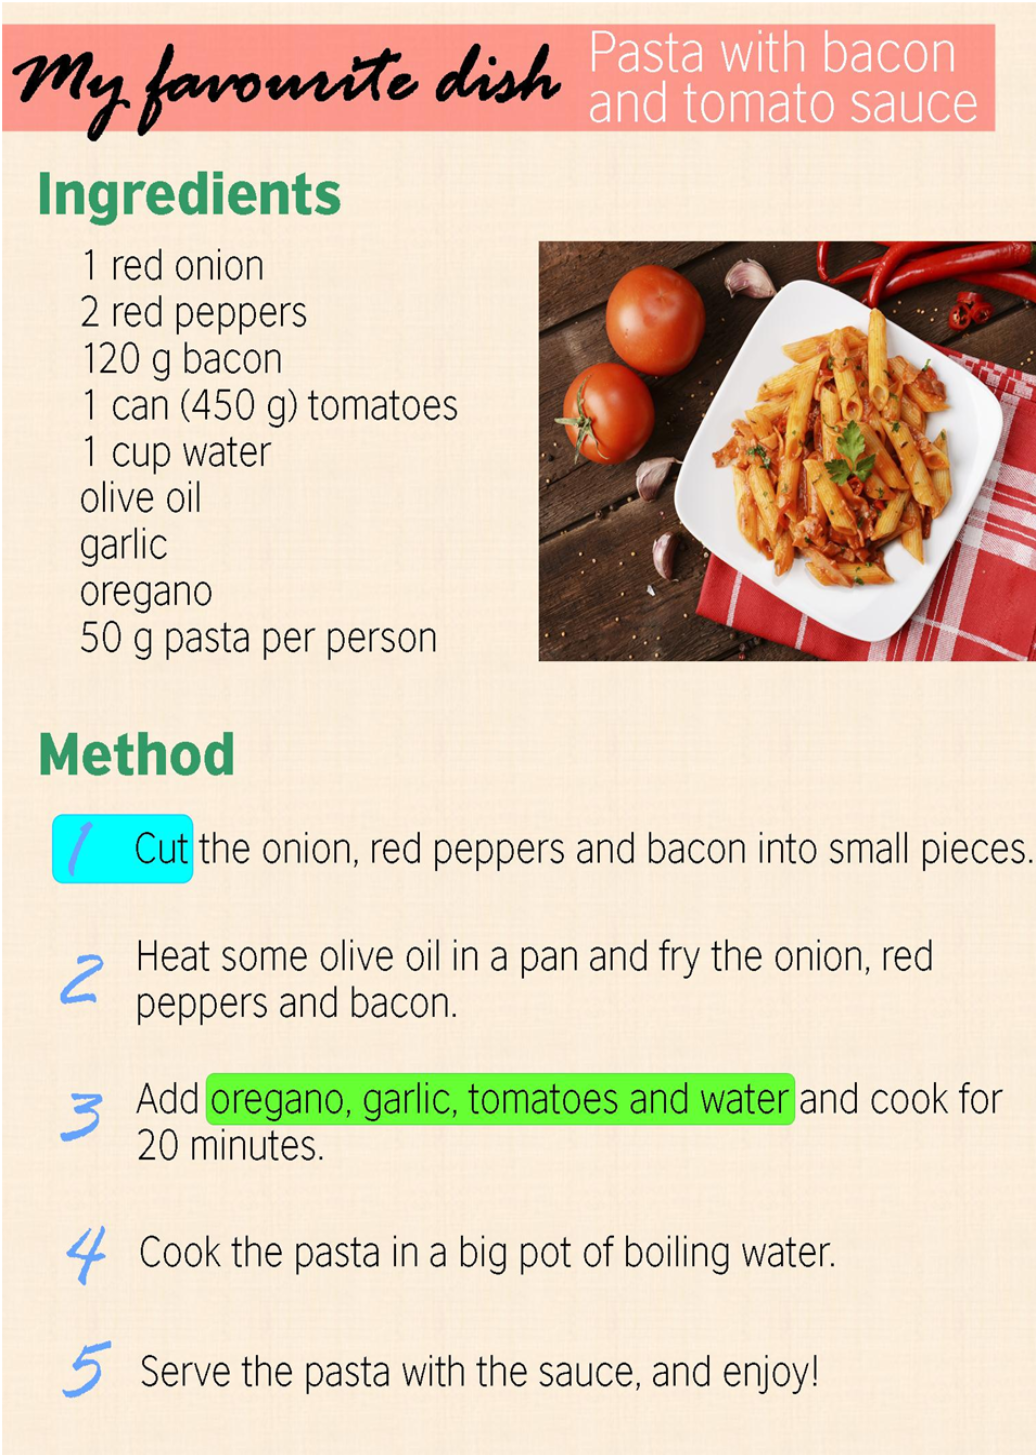 My favourite dish
Pasta with bacon
and tomato sauce
Ingredients
1 red onion
2 red peppers
120 g bacon
1 can (450 g) tomatoes
1 cup water
olive oil
garlic
oregano
50 g pasta per person
Method
1 Cut the onion, red peppers and bacon into small pieces.
2 Heat some olive oil in a pan and fry the onion, red
peppers and bacon.
3 Add oregano, garlic, tomatoes and water and cook for
20 minutes.
4 Cook the pasta in a big pot of boiling water.
5 Serve the pasta with the sauce, and enjoy!